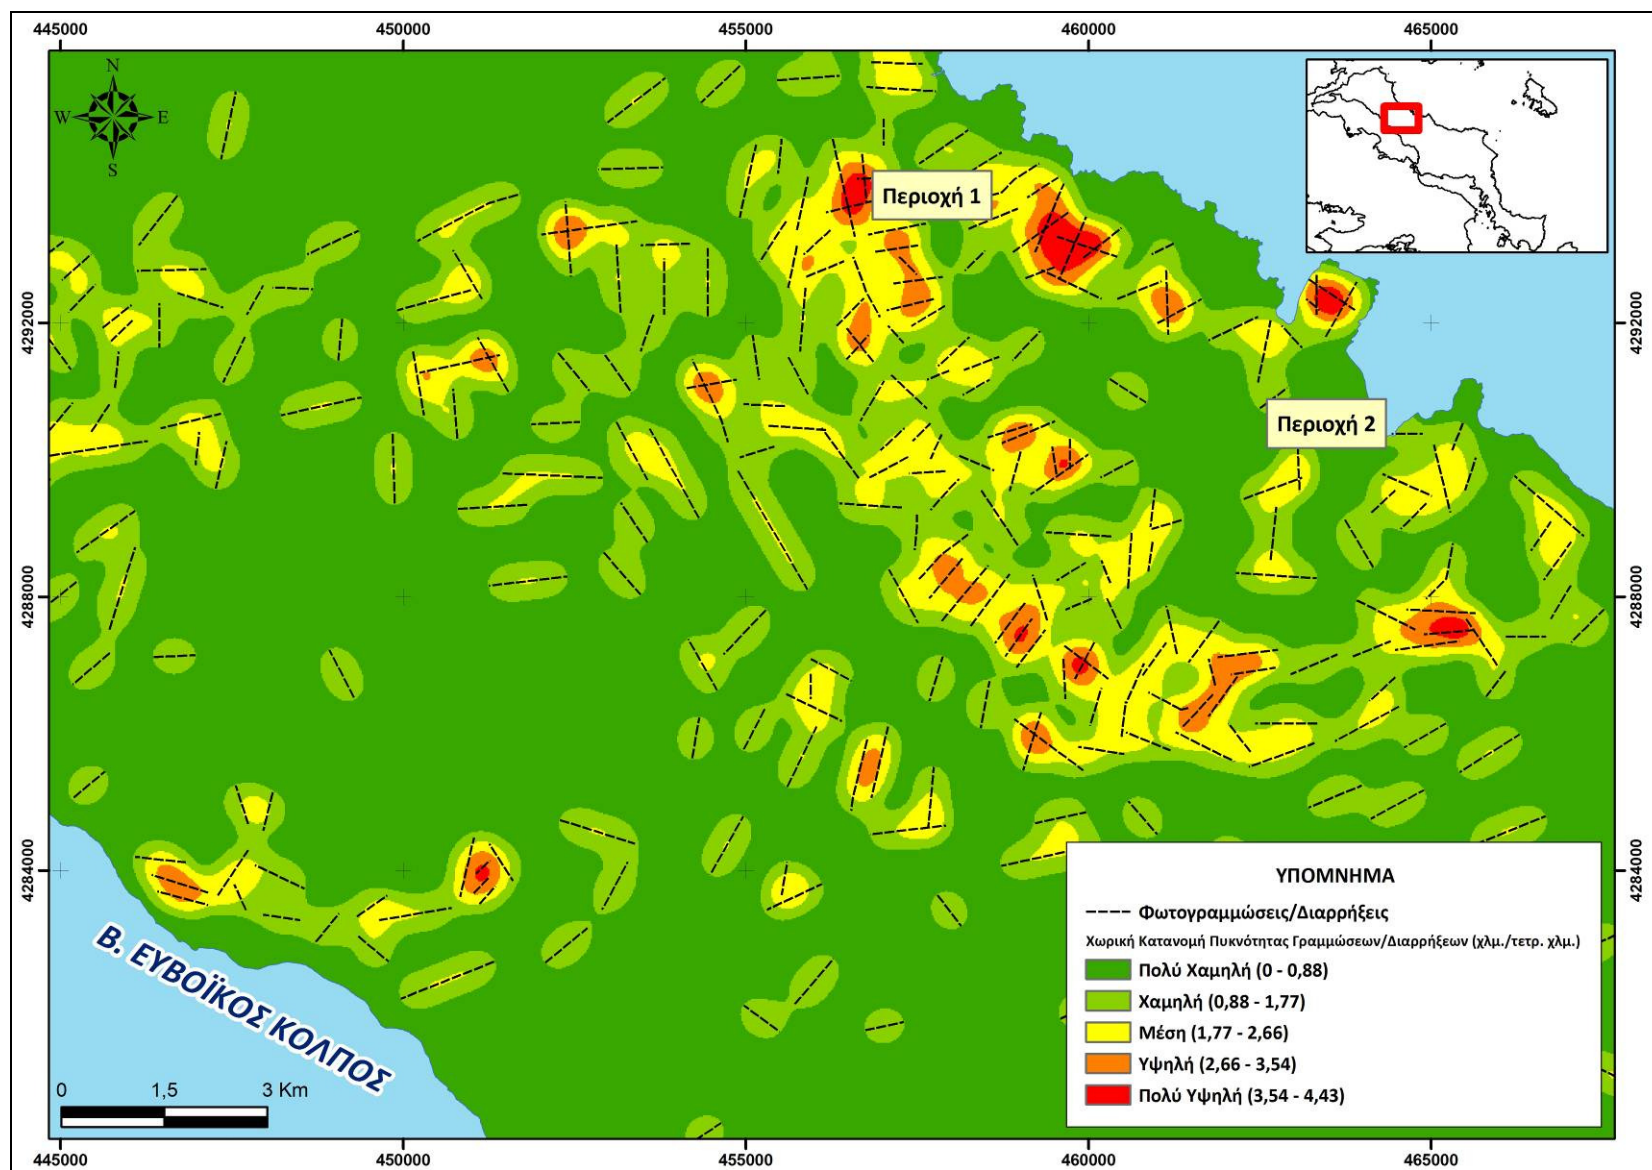 445000 450000 455000 460000 465000
N
W E
S
Περιοχή 1
4292000 4292000
Περιοχή 2
4288000 4288000
4284000 4284000
Β. ΕΥΒΟΪΚΟΣ ΚΟΛΠΟΣ
0 1,5 3 Km
ΥΠΟΜΝΗΜΑ
Φωτογραμμώσεις/Διαρρήξεις
Χωρική Κατανομή Πυκνότητας Γραμμώσεων/Διαρρήξεων (χλμ./τετρ. χλμ.)
Πολύ Χαμηλή (0 - 0,88)
Χαμηλή (0,88 - 1,77)
Μέση (1,77 - 2,66)
Υψηλή (2,66 - 3,54)
Πολύ Υψηλή (3,54 - 4,43)
445000 450000 455000 460000 465000